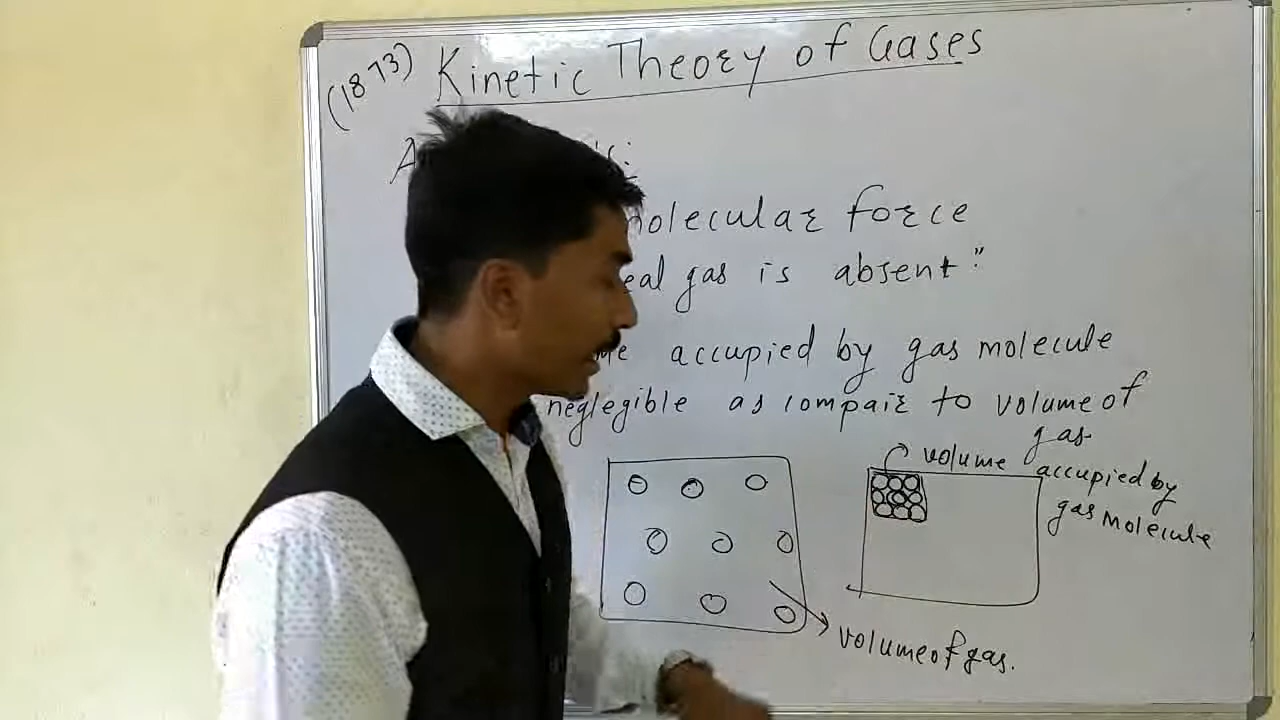 (1873) Kinetic Theory of Gases
molecular force
eal gas is absent"
accupied by gas molecule
neglegible as compair to volume of
gas
volume accupied by
gas molecule
volume of gas.